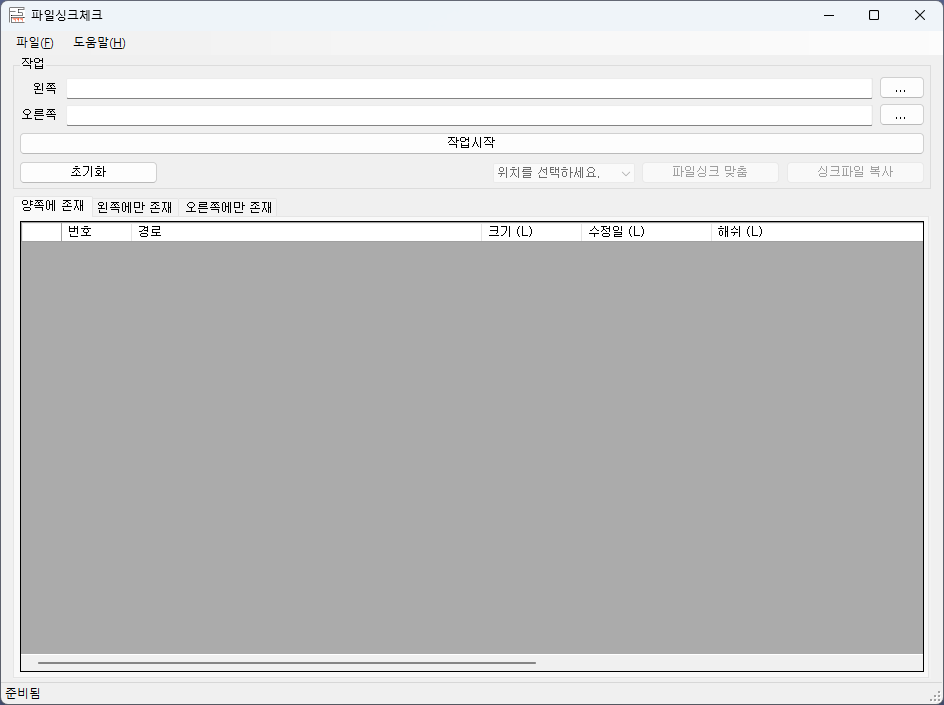 파일싱크체크
파일(F) 도움말(H)
작업
왼쪽 ...
오른쪽 ...
작업시작
초기화 위치를 선택하세요. 파일싱크 맞춤 싱크파일 복사
양쪽에 존재 왼쪽에만 존재 오른쪽에만 존재
번호 경로 크기 (L) 수정일 (L) 해쉬 (L)
준비됨